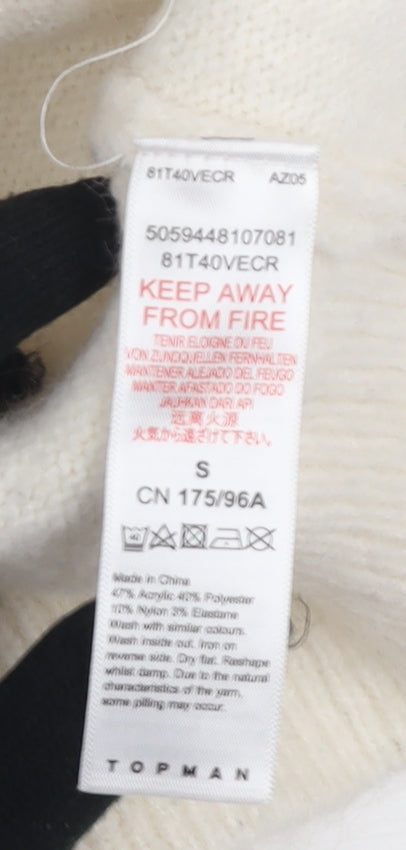 81T40VECR AZ05
5059448107081
81T40VECR
KEEP AWAY
FROM FIRE
TENIR ELOIGNE DU FEU
VON ZUNDQUELLEN FERNHALTEN
MANTENER ALEJADO DEL FEUGO
MANTER AFASTADO DO FOGO
JAUHKAN DARI API
远离火源
火気から遠ざけて下さい。
S
CN 175/96A
Made in China
47% Acrylic 40% Polyester
10% Nylon 3% Elastane
Wash with similar colours.
Wash inside out. Iron on
reverse side. Dry flat. Reshape
whilst damp. Due to the natural
characteristics of the yarn,
some pilling may occur.
TOPMAN